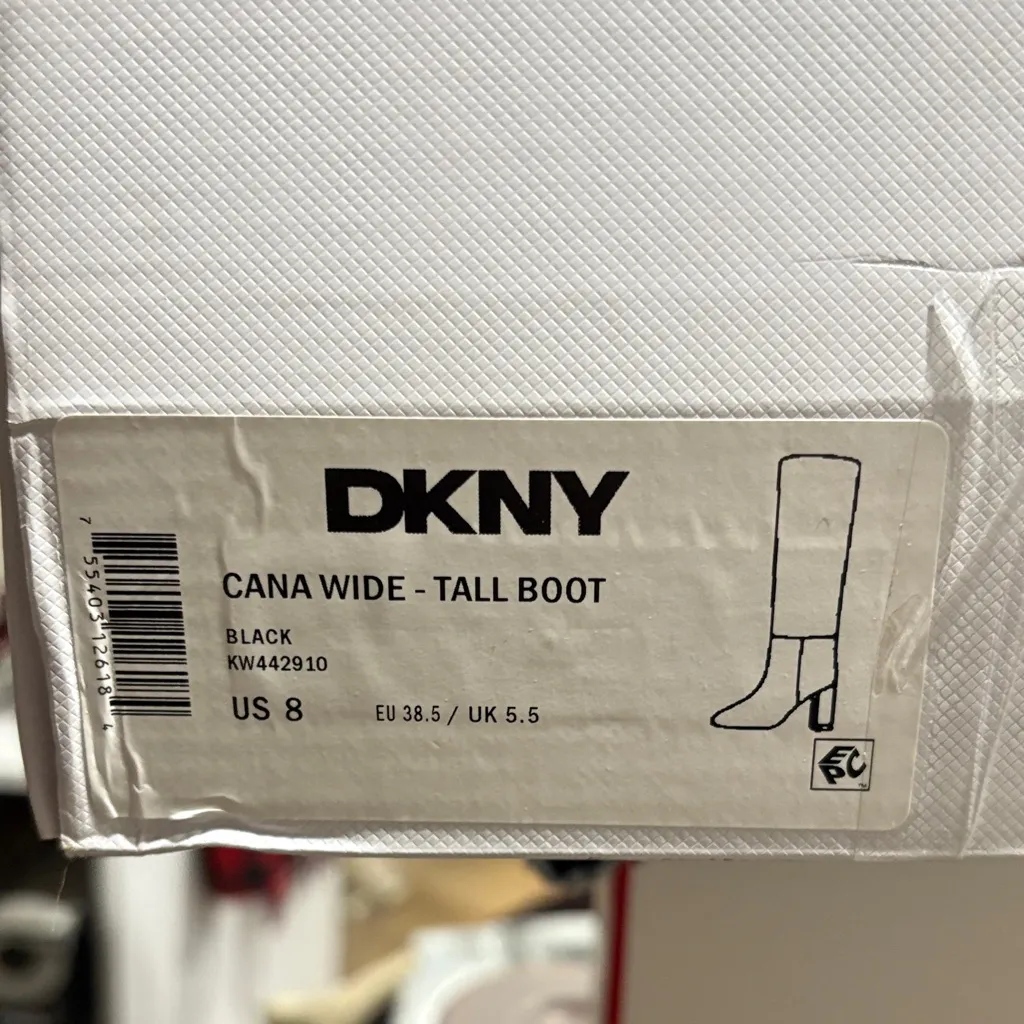 DKNY
CANA WIDE - TALL BOOT
BLACK
KW442910
US 8 EU 38.5 / UK 5.5
7 55403 12618 4
EPC™